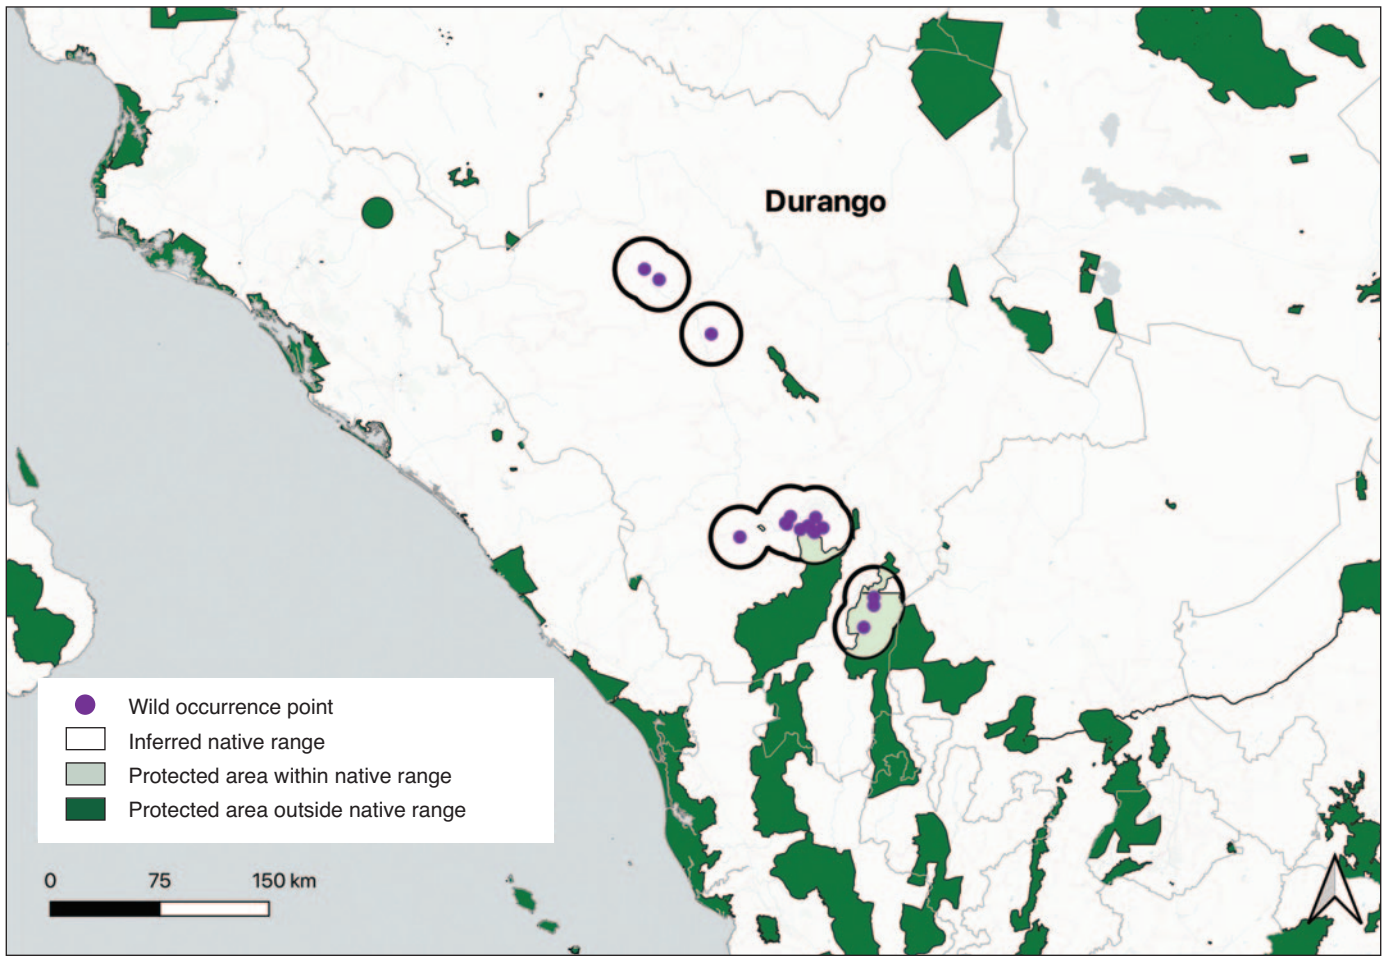 Durango
Wild occurrence point
Inferred native range
Protected area within native range
Protected area outside native range
0 75 150 km